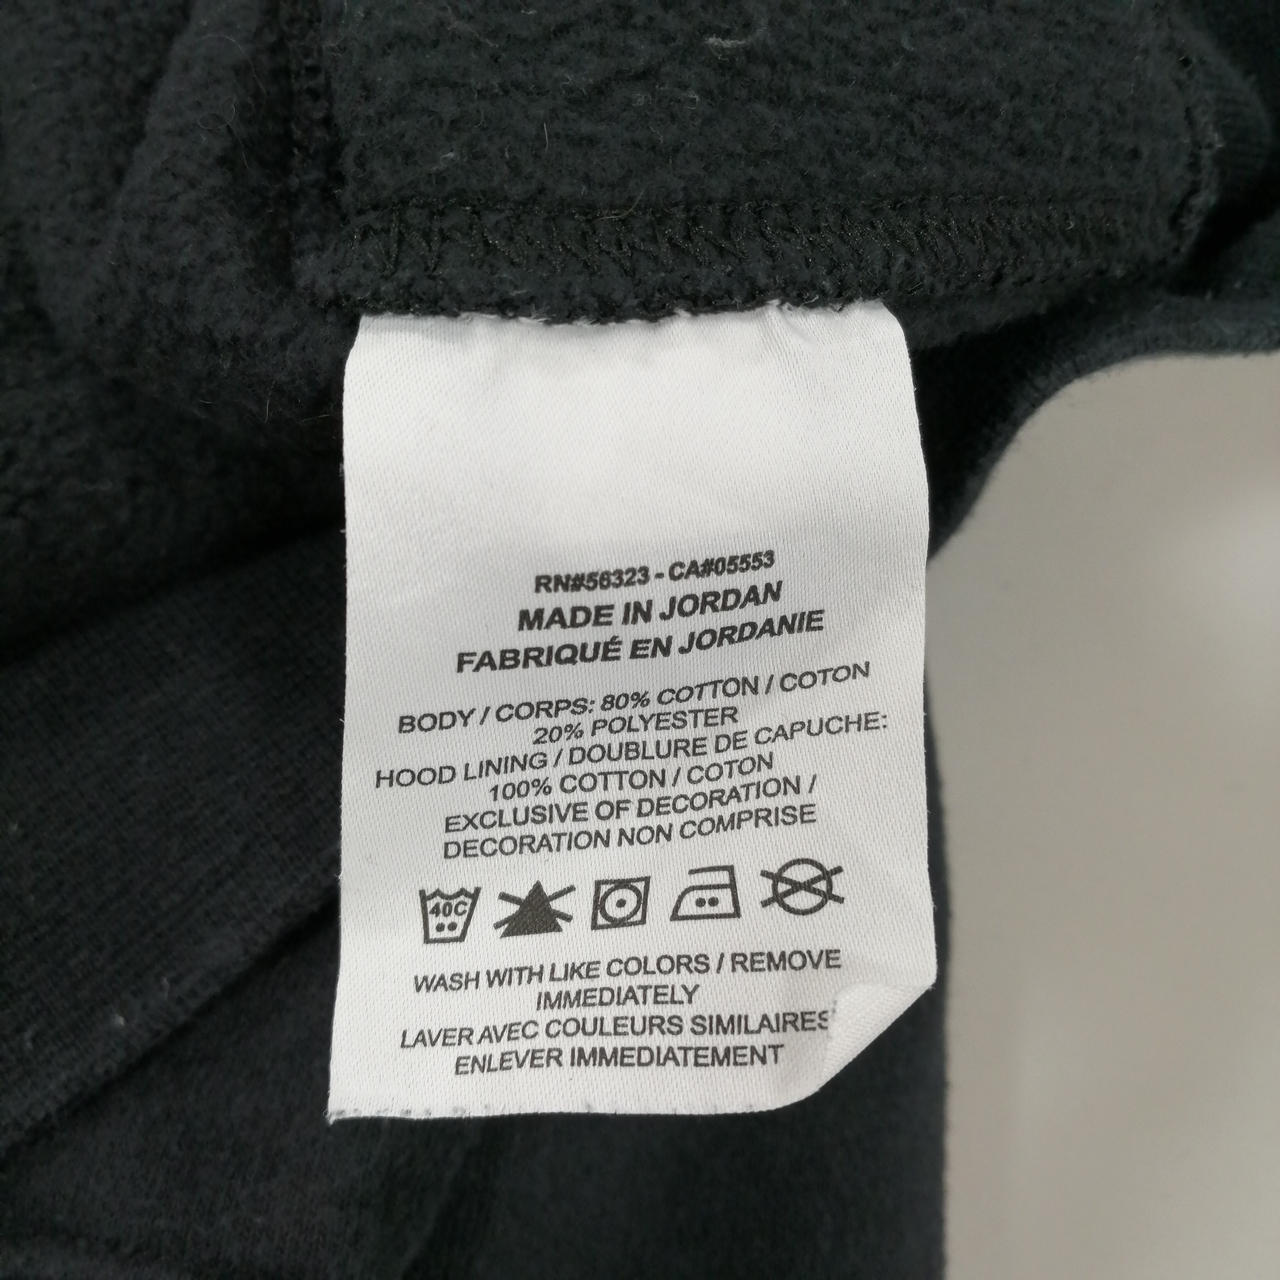 RN#56323 - CA#05553
MADE IN JORDAN
FABRIQUÉ EN JORDANIE
BODY / CORPS: 80% COTTON / COTON
20% POLYESTER
HOOD LINING / DOUBLURE DE CAPUCHE:
100% COTTON / COTON
EXCLUSIVE OF DECORATION /
DECORATION NON COMPRISE
40C
WASH WITH LIKE COLORS / REMOVE
IMMEDIATELY
LAVER AVEC COULEURS SIMILAIRES
ENLEVER IMMEDIATEMENT